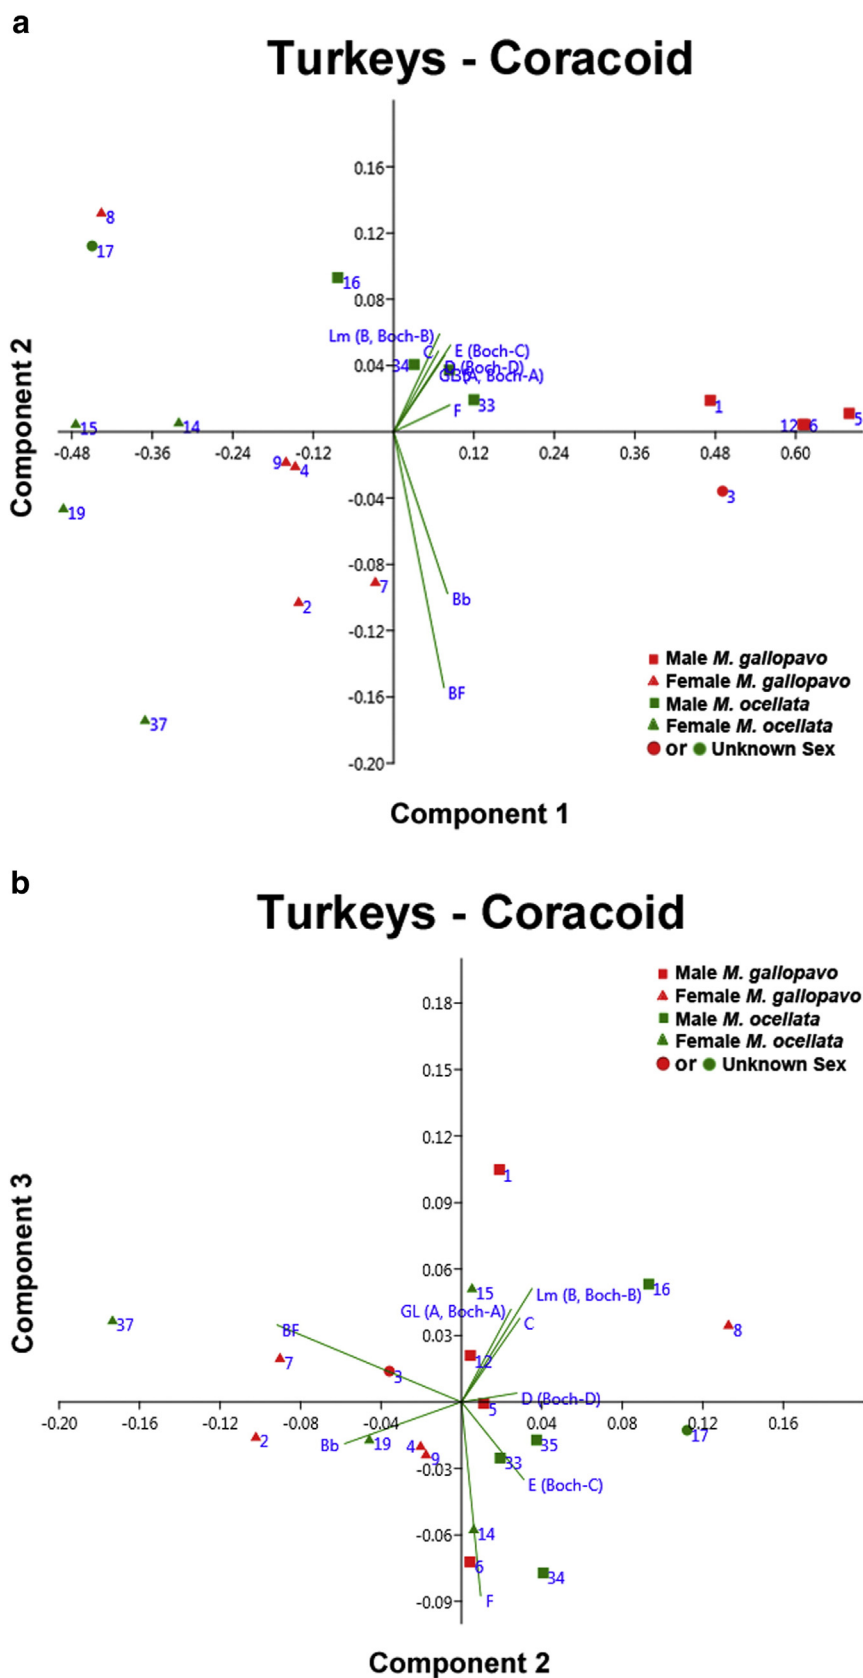 a
Turkeys - Coracoid
0.16
8
17
0.12
16
0.08
Lm (B, Boch-B)
E (Boch-C)
C
34
0.04
D (Boch-D)
(A, Boch-A)
33
F
1
12
6
5
15
14
-0.48
-0.36
-0.24
-0.12
0.12
0.24
0.36
0.48
0.60
9
4
3
19
-0.04
7
-0.08
2
Bb
-0.12
BF
-0.16
37
-0.20
Component 2
Male M. gallopavo
Female M. gallopavo
Male M. ocellata
Female M. ocellata
or Unknown Sex
Component 1
b
Turkeys - Coracoid
Male M. gallopavo
Female M. gallopavo
Male M. ocellata
Female M. ocellata
or Unknown Sex
0.18
0.15
0.12
1
0.09
0.06
15
16
Lm (B, Boch-B)
GL (A, Boch-A)
C
37
BF
0.03
8
7
12
3
D (Boch-D)
5
-0.20
-0.16
-0.12
-0.08
-0.04
0.04
0.08
0.12
0.16
17
2
Bb
19
4
9
35
33
-0.03
E (Boch-C)
14
-0.06
6
34
-0.09
F
Component 3
Component 2